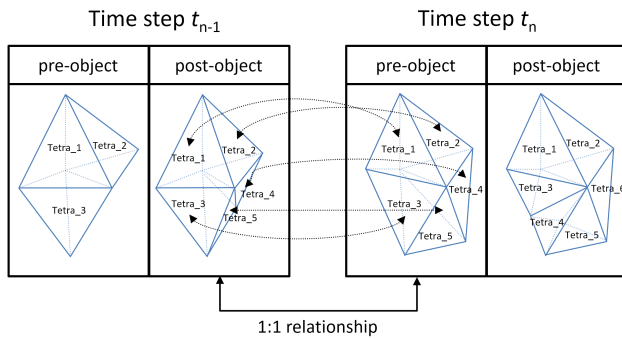 Time step tn-1
Time step tn
pre-object
post-object
pre-object
post-object
Tetra_1
Tetra_2
Tetra_3
Tetra_1
Tetra_2
Tetra_3
Tetra_4
Tetra_5
Tetra_1
Tetra_2
Tetra_3
Tetra_4
Tetra_5
Tetra_1
Tetra_2
Tetra_3
Tetra_6
Tetra_4
Tetra_5
1:1 relationship